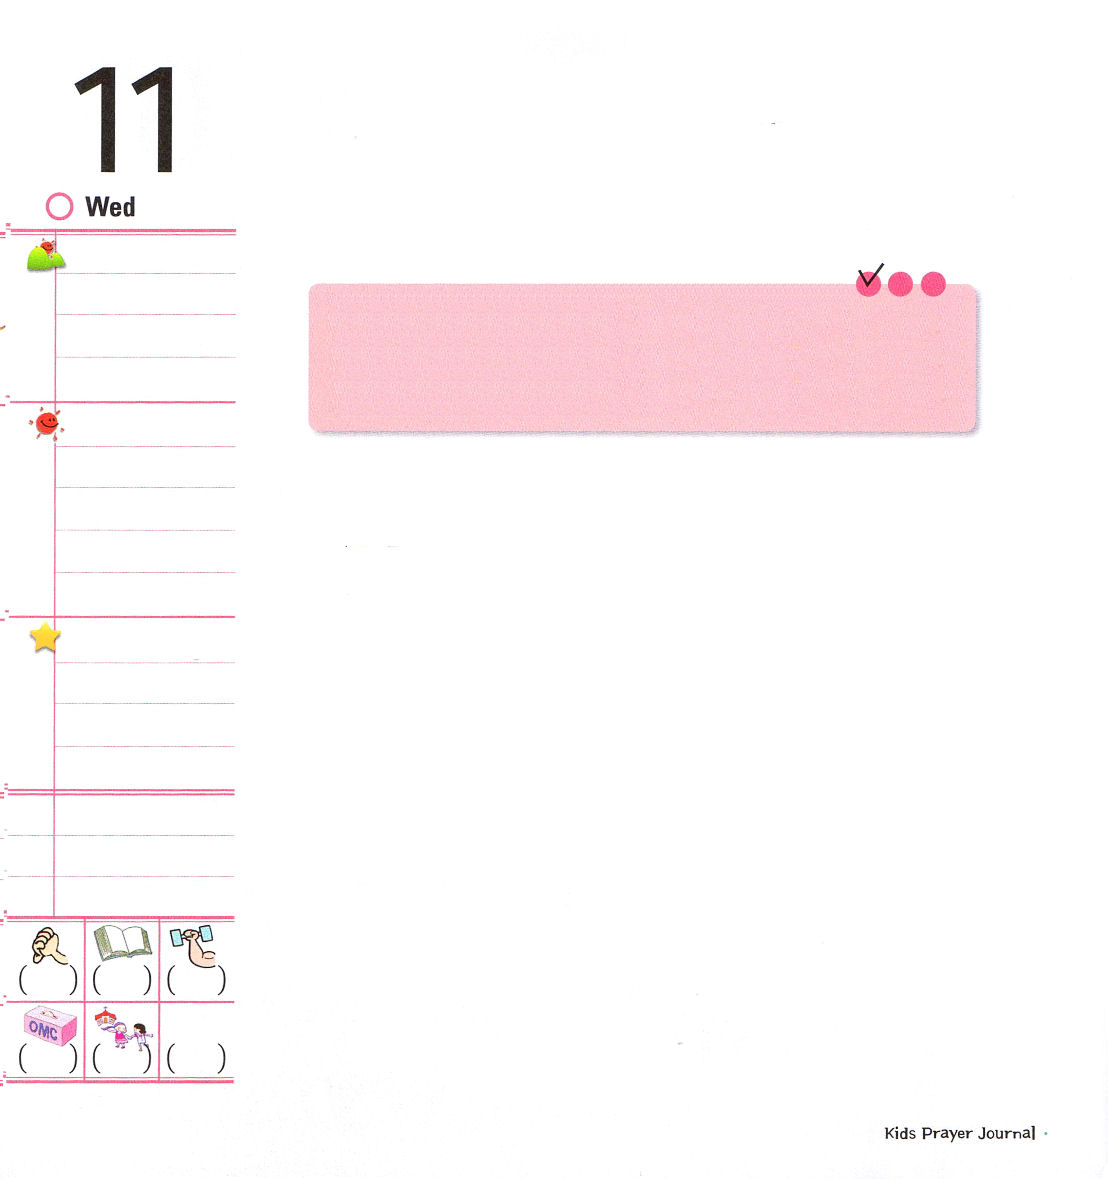 11
Wed
( ) ( ) ( )
OMC
( ) ( ) ( )
Kids Prayer Journal